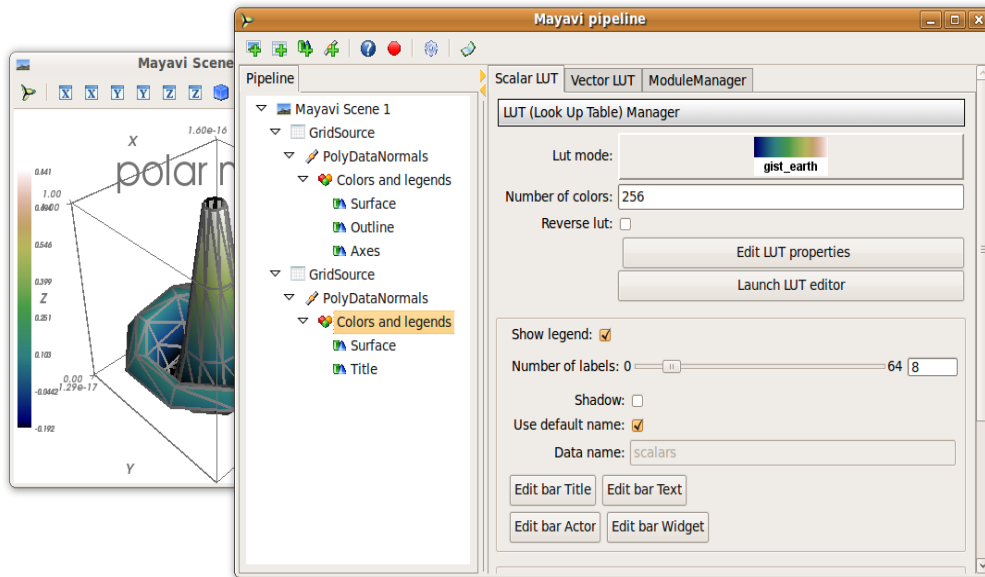 Mayavi pipeline
Mayavi Scene
X X Y Y Z Z
Pipeline
Scalar LUT Vector LUT ModuleManager
Mayavi Scene 1
GridSource
PolyDataNormals
Colors and legends
Surface
Outline
Axes
GridSource
PolyDataNormals
Colors and legends
Surface
Title
LUT (Look Up Table) Manager
Lut mode:
gist_earth
Number of colors: 256
Reverse lut:
Edit LUT properties
Launch LUT editor
Show legend:
Number of labels: 0 64 8
Shadow:
Use default name:
Data name: scalars
Edit bar Title Edit bar Text
Edit bar Actor Edit bar Widget
X
1.60e-16
polar
0.841
1.00
0.546
0.399
Z
0.251
0.103
0.00
-0.0442
1.29e-17
-0.192
Y